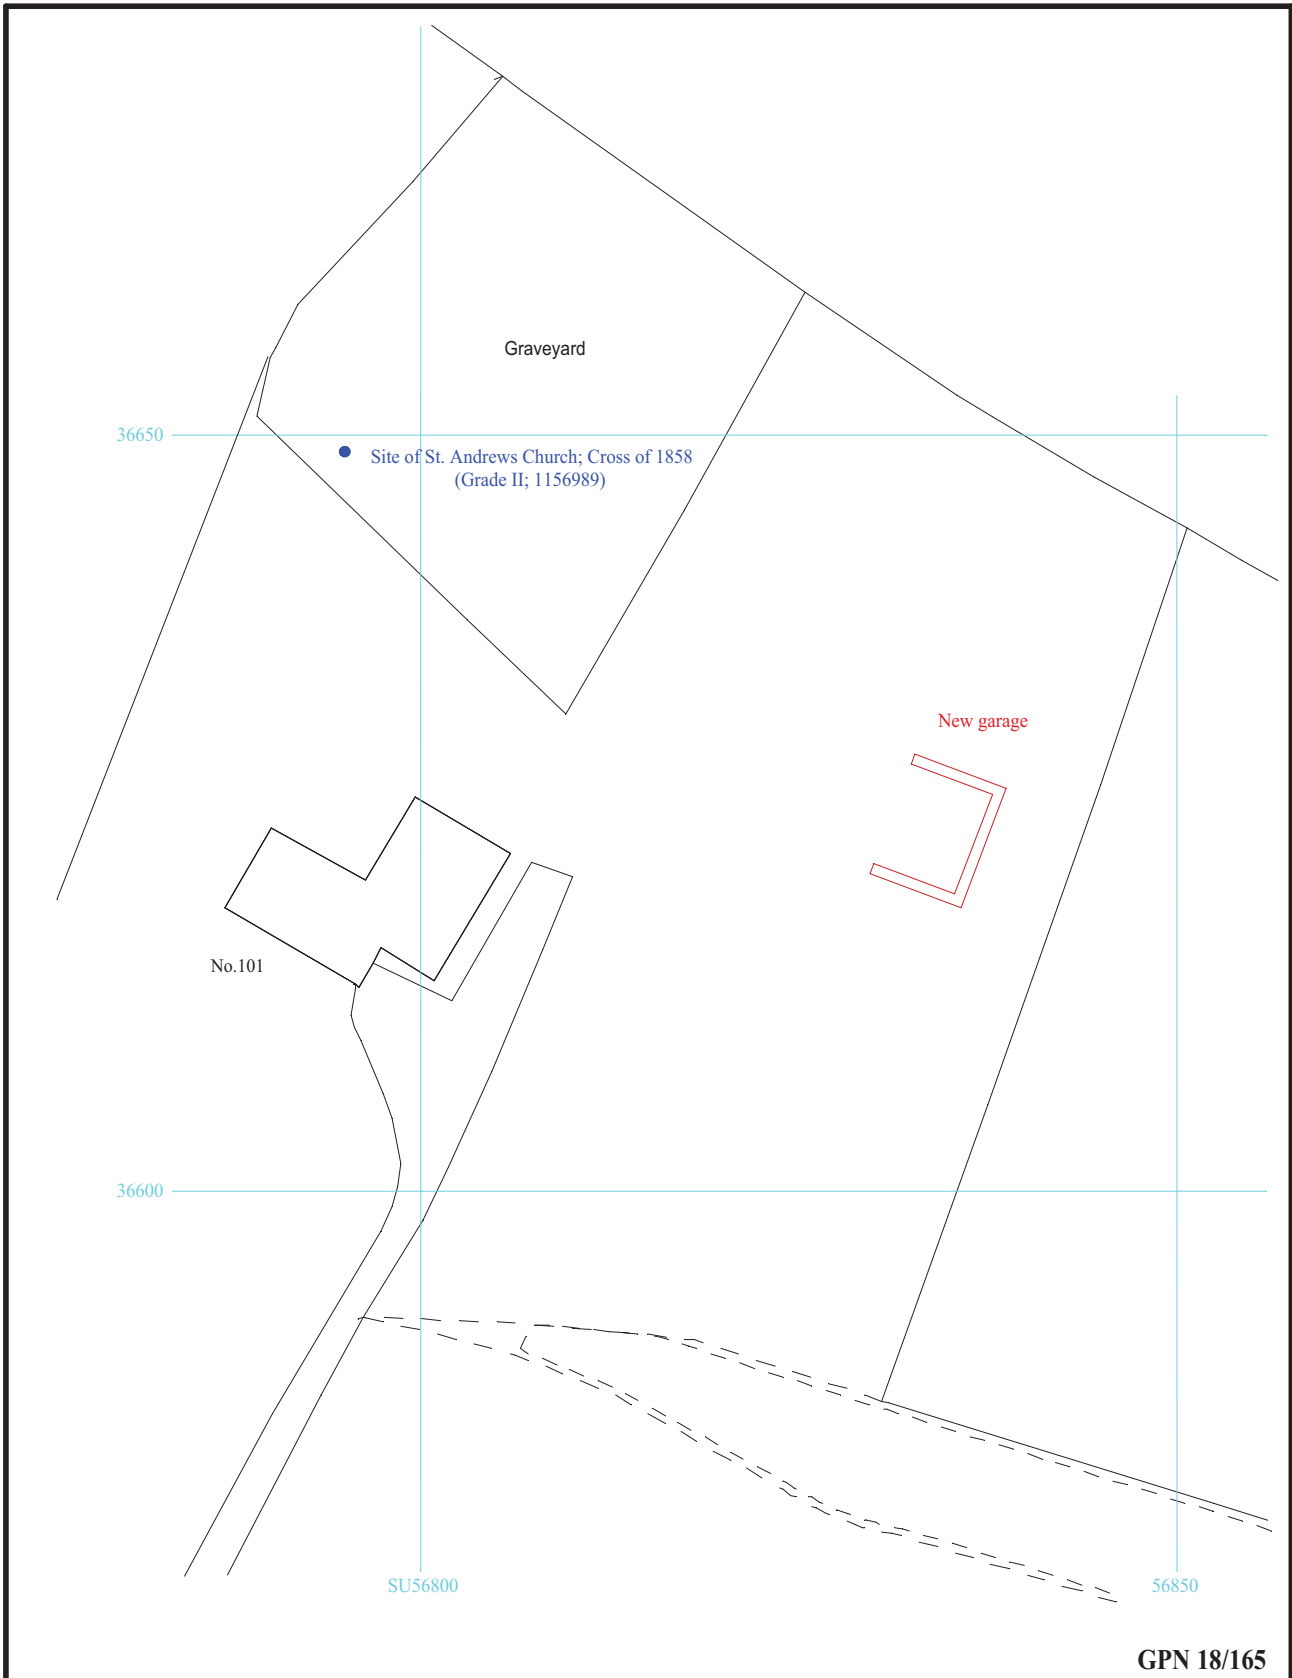 Graveyard
36650
Site of St. Andrews Church; Cross of 1858
(Grade II; 1156989)
New garage
No.101
36600
SU56800
56850
GPN 18/165